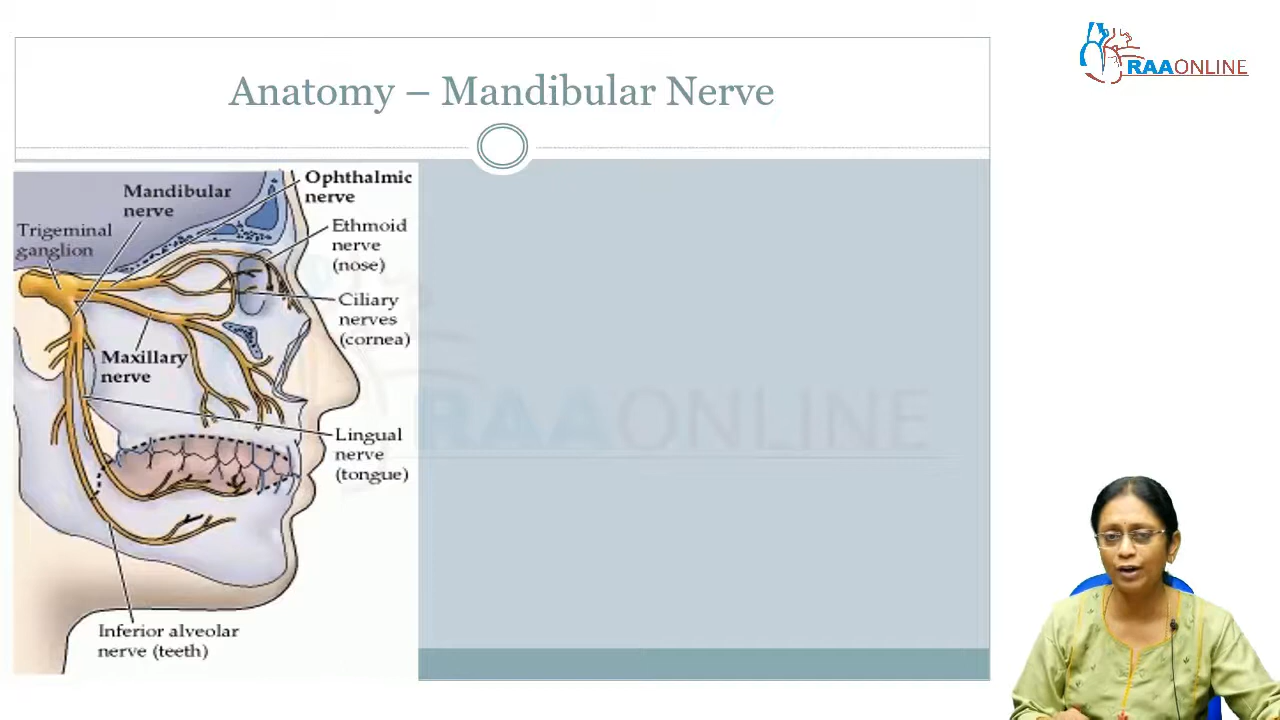 RAAONLINE
Anatomy – Mandibular Nerve
Mandibular
nerve
Ophthalmic
nerve
Trigeminal
ganglion
Ethmoid
nerve
(nose)
Ciliary
nerves
(cornea)
Maxillary
nerve
RAAONLINE
Lingual
nerve
(tongue)
Inferior alveolar
nerve (teeth)